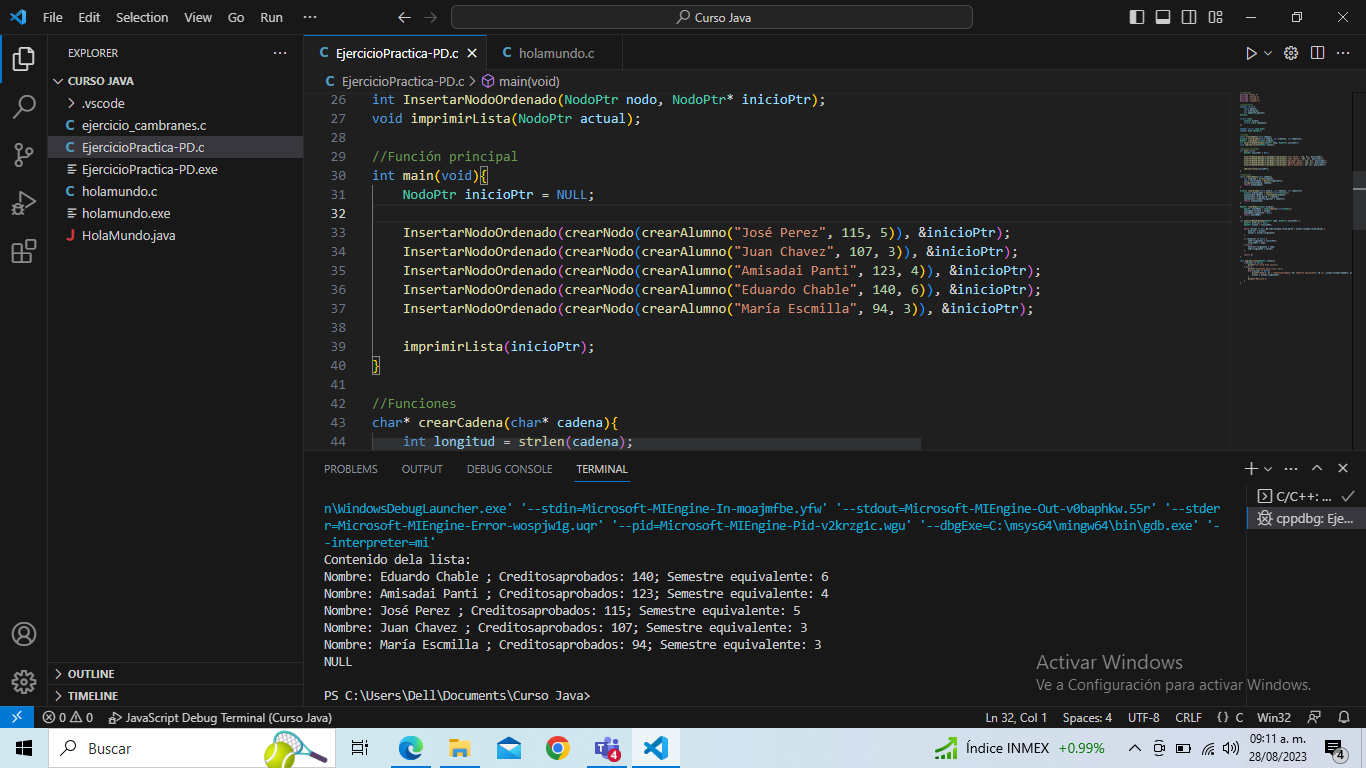 File Edit Selection View Go Run ···
Curso Java
EXPLORER
CURSO JAVA
.vscode
ejercicio_cambranes.c
EjercicioPractica-PD.c
EjercicioPractica-PD.exe
holamundo.c
holamundo.exe
HolaMundo.java
OUTLINE
TIMELINE
EjercicioPractica-PD.c
holamundo.c
EjercicioPractica-PD.c > main(void)
26 int InsertarNodoOrdenado(NodoPtr nodo, NodoPtr* inicioPtr);
27 void imprimirLista(NodoPtr actual);
28
29 //Función principal
30 int main(void){
31 NodoPtr inicioPtr = NULL;
32
33 InsertarNodoOrdenado(crearNodo(crearAlumno("José Perez", 115, 5)), &inicioPtr);
34 InsertarNodoOrdenado(crearNodo(crearAlumno("Juan Chavez", 107, 3)), &inicioPtr);
35 InsertarNodoOrdenado(crearNodo(crearAlumno("Amisadai Panti", 123, 4)), &inicioPtr);
36 InsertarNodoOrdenado(crearNodo(crearAlumno("Eduardo Chable", 140, 6)), &inicioPtr);
37 InsertarNodoOrdenado(crearNodo(crearAlumno("María Escmilla", 94, 3)), &inicioPtr);
38
39 imprimirLista(inicioPtr);
40 }
41
42 //Funciones
43 char* crearCadena(char* cadena){
44 int longitud = strlen(cadena);
PROBLEMS OUTPUT DEBUG CONSOLE TERMINAL
n\WindowsDebugLauncher.exe' '--stdin=Microsoft-MIEngine-In-moajmfbe.yfw' '--stdout=Microsoft-MIEngine-Out-v0baphkw.55r' '--stder
r=Microsoft-MIEngine-Error-wospjw1g.uqr' '--pid=Microsoft-MIEngine-Pid-v2krzg1c.wgu' '--dbgExe=C:\msys64\mingw64\bin\gdb.exe' '-
-interpreter=mi'
Contenido dela lista:
Nombre: Eduardo Chable ; Creditosaprobados: 140; Semestre equivalente: 6
Nombre: Amisadai Panti ; Creditosaprobados: 123; Semestre equivalente: 4
Nombre: José Perez ; Creditosaprobados: 115; Semestre equivalente: 5
Nombre: Juan Chavez ; Creditosaprobados: 107; Semestre equivalente: 3
Nombre: María Escmilla ; Creditosaprobados: 94; Semestre equivalente: 3
NULL
PS C:\Users\Dell\Documents\Curso Java>
C/C++: ...
cppdbg: Eje...
Activar Windows
Ve a Configuración para activar Windows.
0 0 JavaScript Debug Terminal (Curso Java)
Ln 32, Col 1 Spaces: 4 UTF-8 CRLF {} C Win32
Buscar
4
Índice INMEX +0.99%
09:11 a. m.
28/08/2023
4